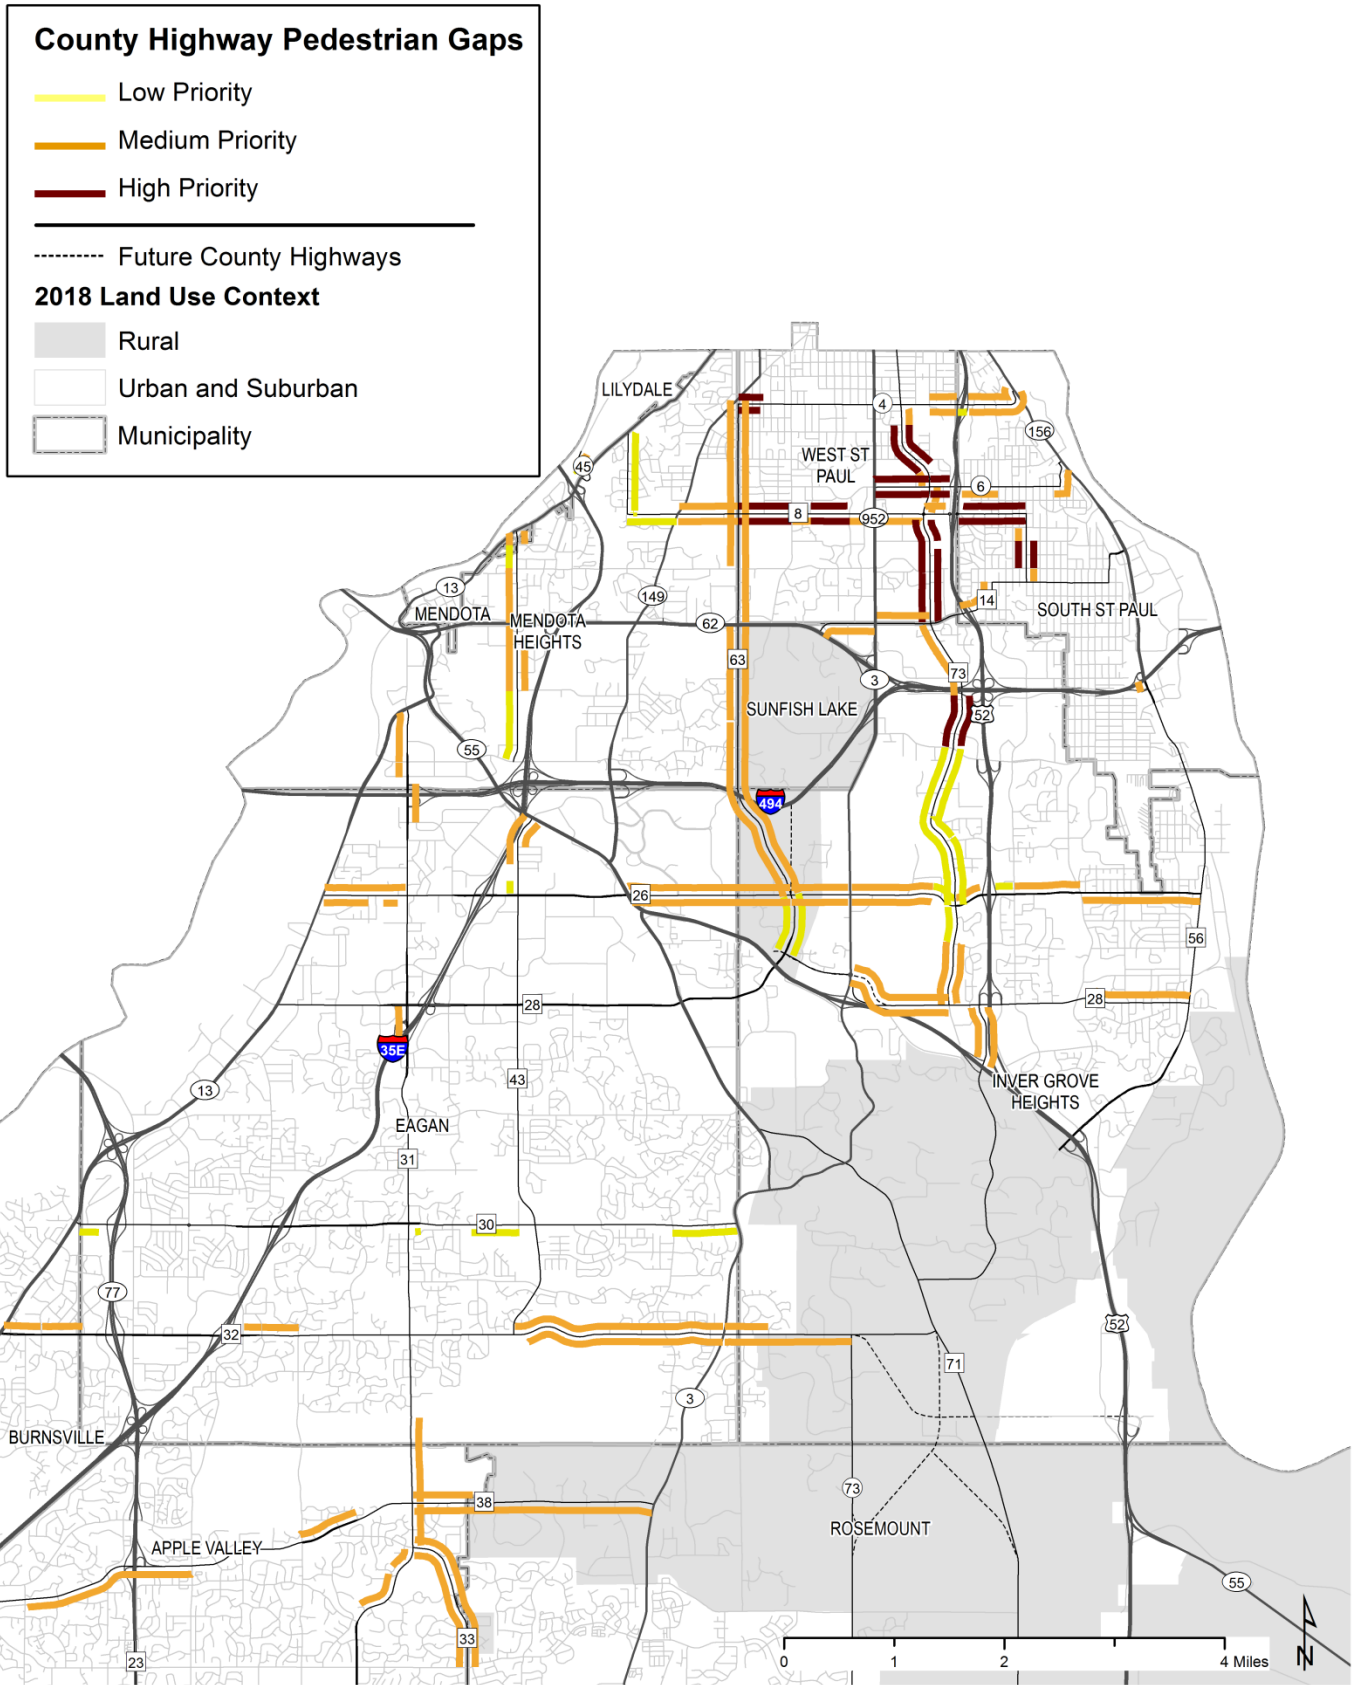 County Highway Pedestrian Gaps
Low Priority
Medium Priority
High Priority
Future County Highways
2018 Land Use Context
Rural
Urban and Suburban
Municipality
LILYDALE
4
156
45
WEST ST
PAUL
6
8
952
13
149
14
MENDOTA
MENDOTA
HEIGHTS
62
SOUTH ST PAUL
63
3
73
SUNFISH LAKE
52
55
494
26
56
28
28
35E
13
43
INVER GROVE
HEIGHTS
EAGAN
31
30
77
32
52
71
3
BURNSVILLE
73
38
ROSEMOUNT
APPLE VALLEY
55
33
23
0
1
2
4 Miles
N